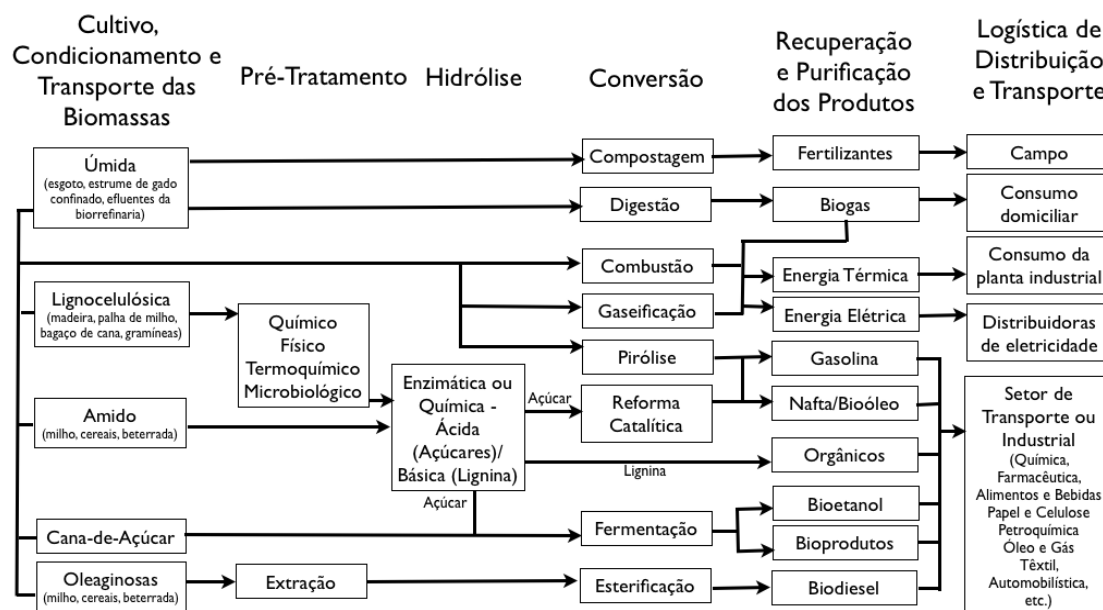 Cultivo,
Condicionamento e
Transporte das
Biomassas
Pré-Tratamento
Hidrólise
Conversão
Recuperação
e Purificação
dos Produtos
Logística de
Distribuição
e Transporte
Úmida
(esgoto, estrume de gado
confinado, efluentes da
biorrefinaria)
Compostagem
Fertilizantes
Campo
Digestão
Biogas
Consumo
domiciliar
Combustão
Energia Térmica
Consumo da
planta industrial
Lignocelulósica
(madeira, palha de milho,
bagaço de cana, gramíneas)
Químico
Físico
Termoquímico
Microbiológico
Gaseificação
Energia Elétrica
Distribuidoras
de eletricidade
Pirólise
Gasolina
Amido
(milho, cereais, beterrada)
Enzimática ou
Química -
Ácida
(Açúcares)/
Básica (Lignina)
Açúcar
Reforma
Catalítica
Nafta/Bioóleo
Lignina
Orgânicos
Setor de
Transporte ou
Industrial
(Química,
Farmacêutica,
Alimentos e Bebidas
Papel e Celulose
Petroquímica
Óleo e Gás
Têxtil,
Automobilística,
etc.)
Açúcar
Cana-de-Açúcar
Fermentação
Bioetanol
Bioprodutos
Oleaginosas
(milho, cereais, beterrada)
Extração
Esterificação
Biodiesel